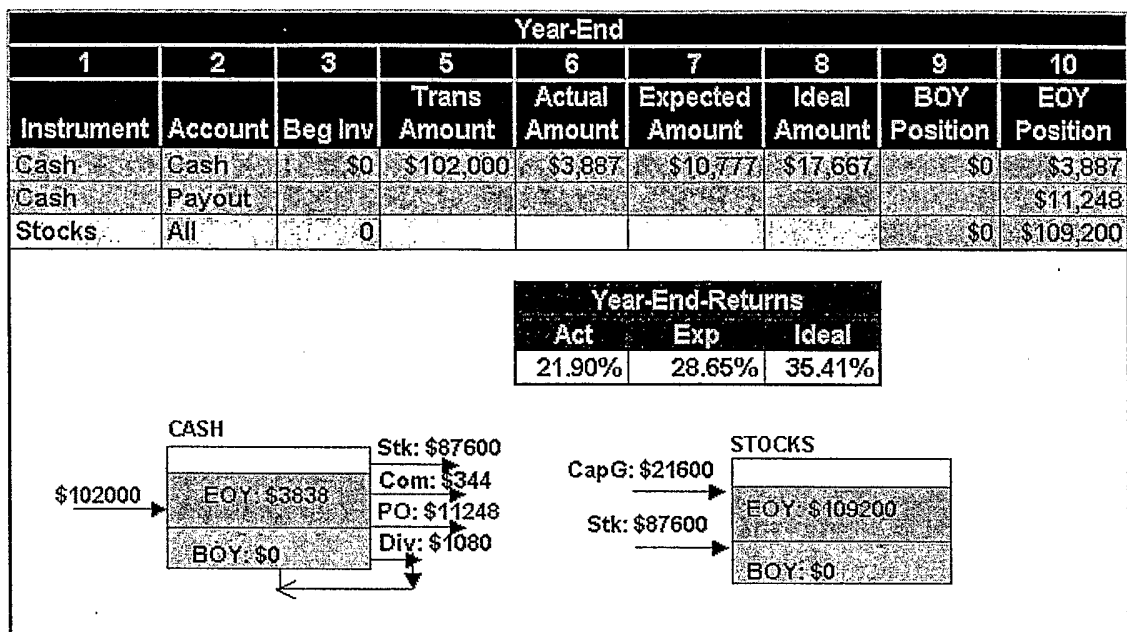 Year-End
1 2 3 5 6 7 8 9 10
Instrument Account Beg Inv Trans Amount Actual Amount Expected Amount Ideal Amount BOY Position EOY Position
Cash Cash $0 $102,000 $3,887 $10,777 $17,667 $0 $3,887
Cash Payout $11,248
Stocks All 0 $0 $109,200
Year-End-Returns
Act Exp Ideal
21.90% 28.65% 35.41%
CASH
$102000
EOY: $3838
BOY: $0
Stk: $87600
Com: $344
PO: $11248
Div: $1080
STOCKS
CapG: $21600
Stk: $87600
EOY: $109200
BOY: $0